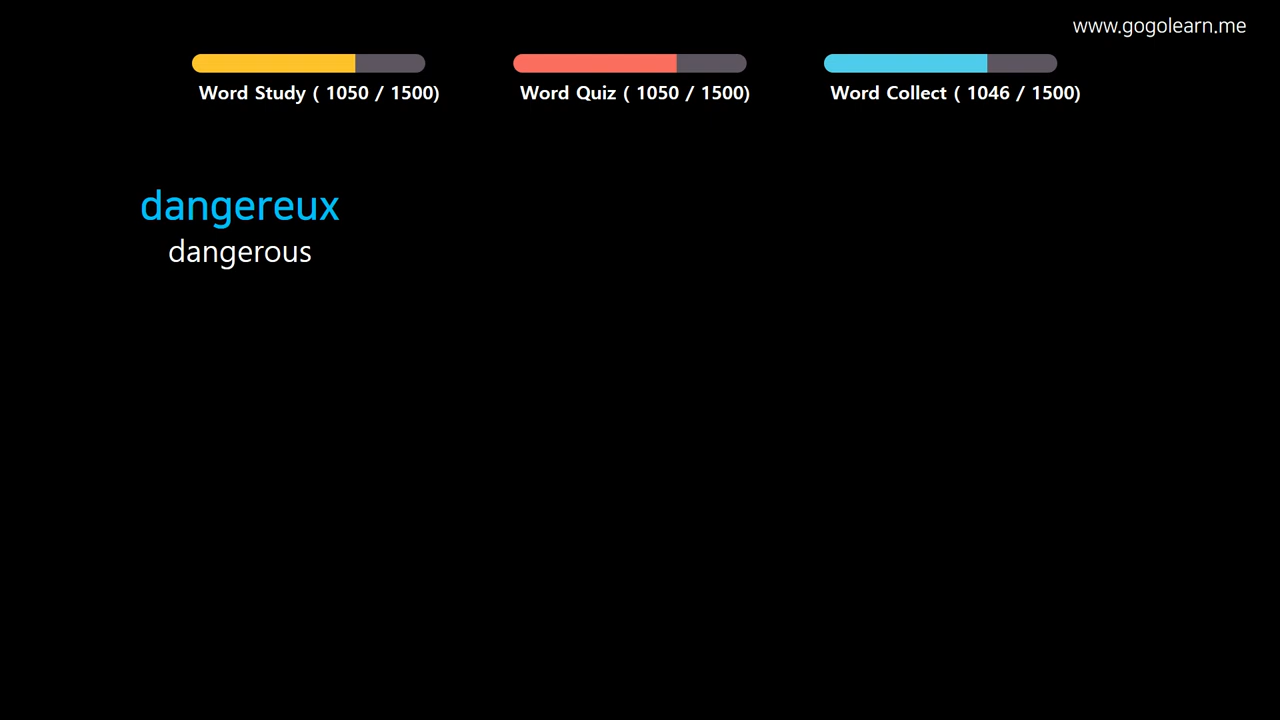 www.gogolearn.me
Word Study ( 1050 / 1500)
Word Quiz ( 1050 / 1500)
Word Collect ( 1046 / 1500)
dangereux
dangerous